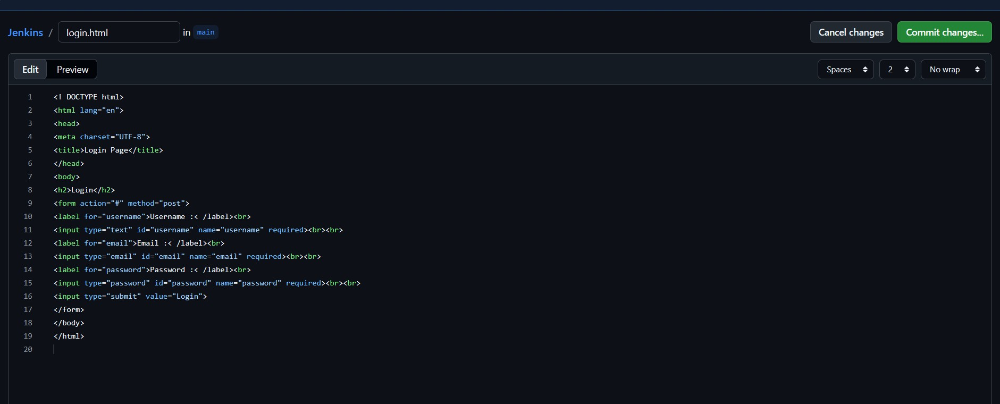 Jenkins / login.html in main Cancel changes Commit changes...
Edit Preview Spaces 2 No wrap
1 <! DOCTYPE html>
2 <html lang="en">
3 <head>
4 <meta charset="UTF-8">
5 <title>Login Page</title>
6 </head>
7 <body>
8 <h2>Login</h2>
9 <form action="#" method="post">
10 <label for="username">Username :< /label><br>
11 <input type="text" id="username" name="username" required><br><br>
12 <label for="email">Email :< /label><br>
13 <input type="email" id="email" name="email" required><br><br>
14 <label for="password">Password :< /label><br>
15 <input type="password" id="password" name="password" required><br><br>
16 <input type="submit" value="Login">
17 </form>
18 </body>
19 </html>
20